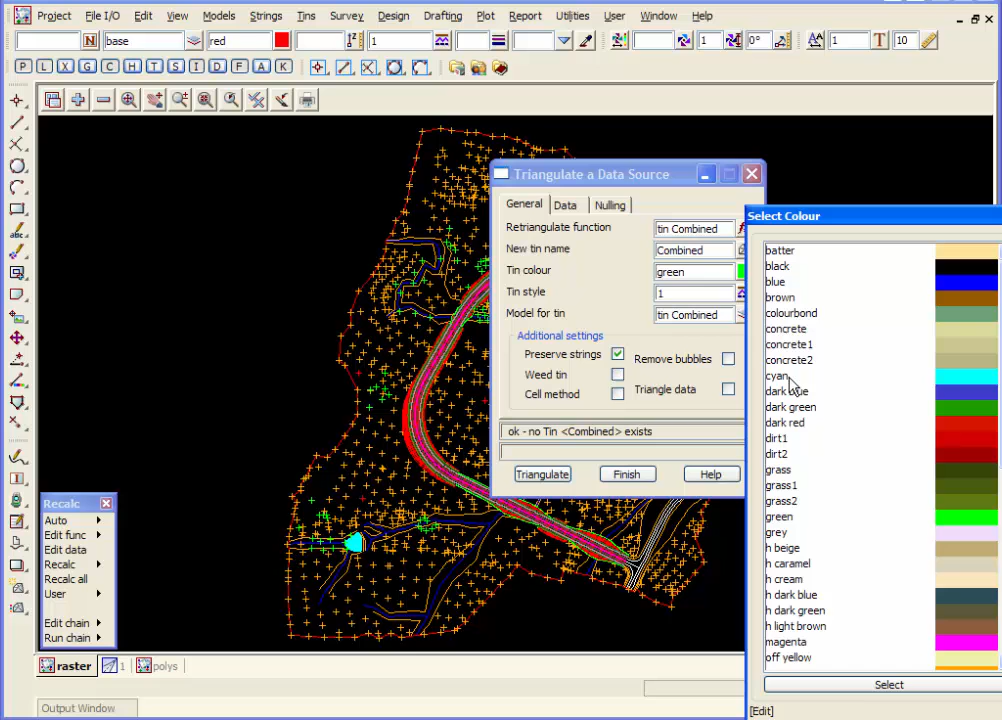 Project File I/O Edit View Models Strings Tins Survey Design Drafting Plot Report Utilities User Window Help
N base red 1 1 0° 1 T 10
P L X G C H T S I D F A K
Triangulate a Data Source
General Data Nulling
Retriangulate function tin Combined
New tin name Combined
Tin colour green
Tin style 1
Model for tin tin Combined
Additional settings
Preserve strings Remove bubbles
Weed tin
Cell method Triangle data
ok - no Tin <Combined> exists
Triangulate Finish Help
Select Colour
batter
black
blue
brown
colourbond
concrete
concrete1
concrete2
cyan
dark blue
dark green
dark red
dirt1
dirt2
grass
grass1
grass2
green
grey
h beige
h caramel
h cream
h dark blue
h dark green
h light brown
magenta
off yellow
Select
[Edit]
Recalc
Auto
Edit func
Edit data
Recalc
Recalc all
User
Edit chain
Run chain
raster 1 polys
Output Window